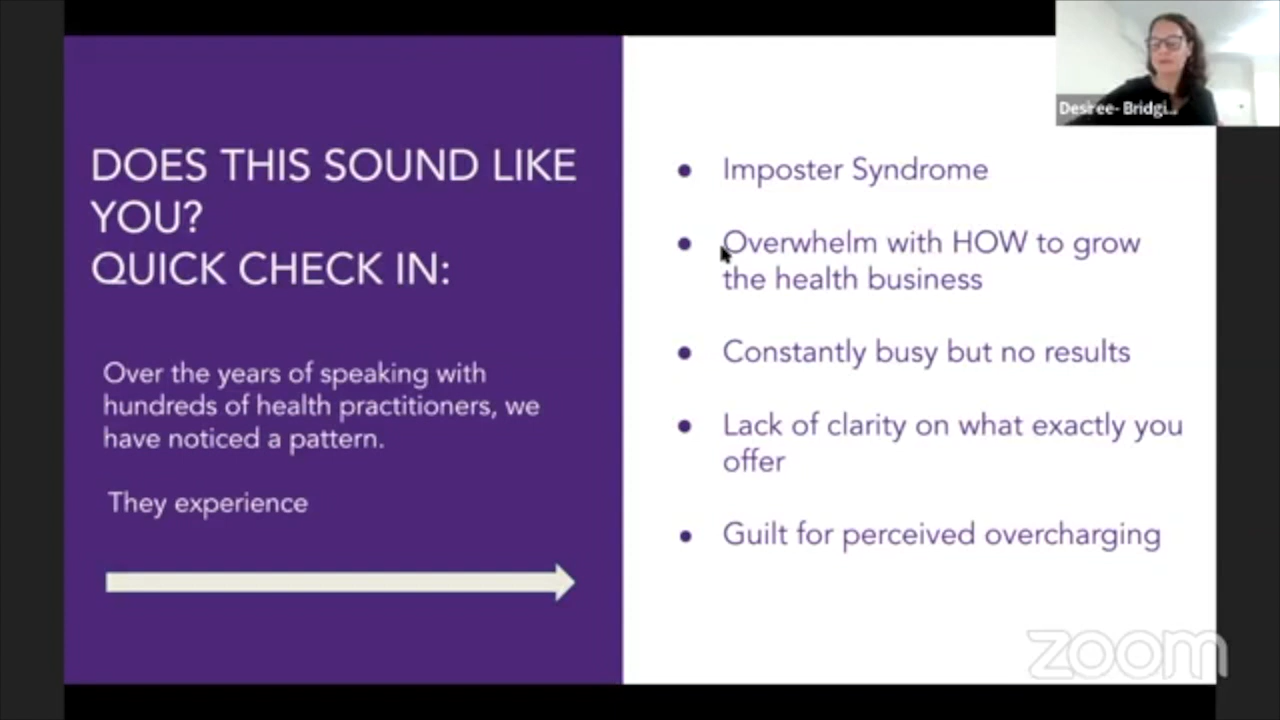 DOES THIS SOUND LIKE
YOU?
QUICK CHECK IN:
Over the years of speaking with
hundreds of health practitioners, we
have noticed a pattern.
They experience
● Imposter Syndrome
● Overwhelm with HOW to grow
the health business
● Constantly busy but no results
● Lack of clarity on what exactly you
offer
● Guilt for perceived overcharging
Desiree- Bridgi...
zoom